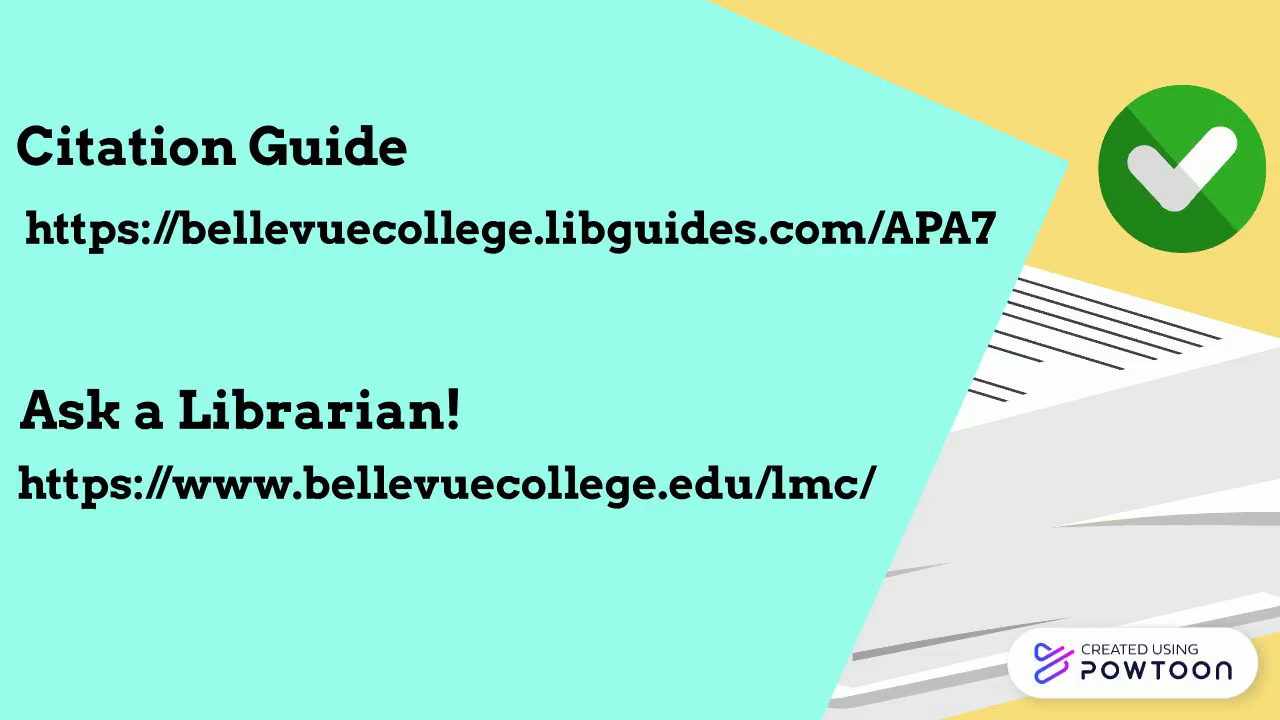 Citation Guide
https://bellevuecollege.libguides.com/APA7
Ask a Librarian!
https://www.bellevuecollege.edu/lmc/
CREATED USING
POWTOON